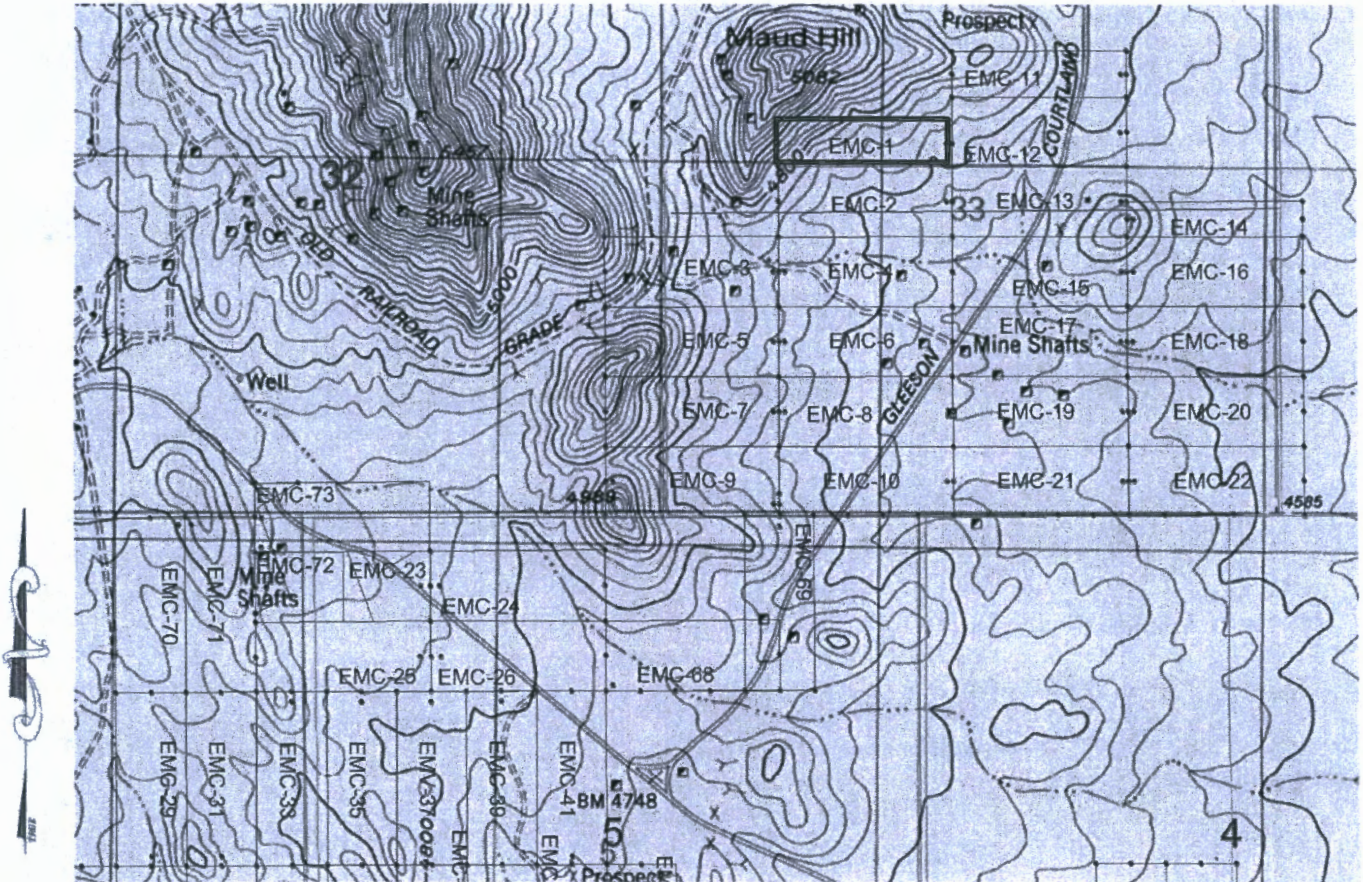 Prospect x
Maud Hill
5082
EMC-11
COURTLAND
EMC-1
EMC-12
32
Mine
Shafts
EMC-2
33
EMC-13
EMC-14
OLD
RAILROAD
GRADE
5000
EMC-3
EMC-4
EMC-16
EMC-15
EMC-17
Mine Shafts
EMC-5
EMC-6
EMC-18
Well
GLEESON
EMC-7
EMC-8
EMC-19
EMC-20
EMC-9
EMC-10
EMC-21
EMC-22
EMC-73
4989
4585
EMC-69
EMC-72
EMC-23
Mine
Shafts
EMC-70
EMC-71
EMC-24
EMC-25
EMC-26
EMC-68
EMC-29
EMC-31
EMC-33
EMC-35
EMC-39
EMC-41
BM 4748
5
4
EMC
EMC
x Prospect